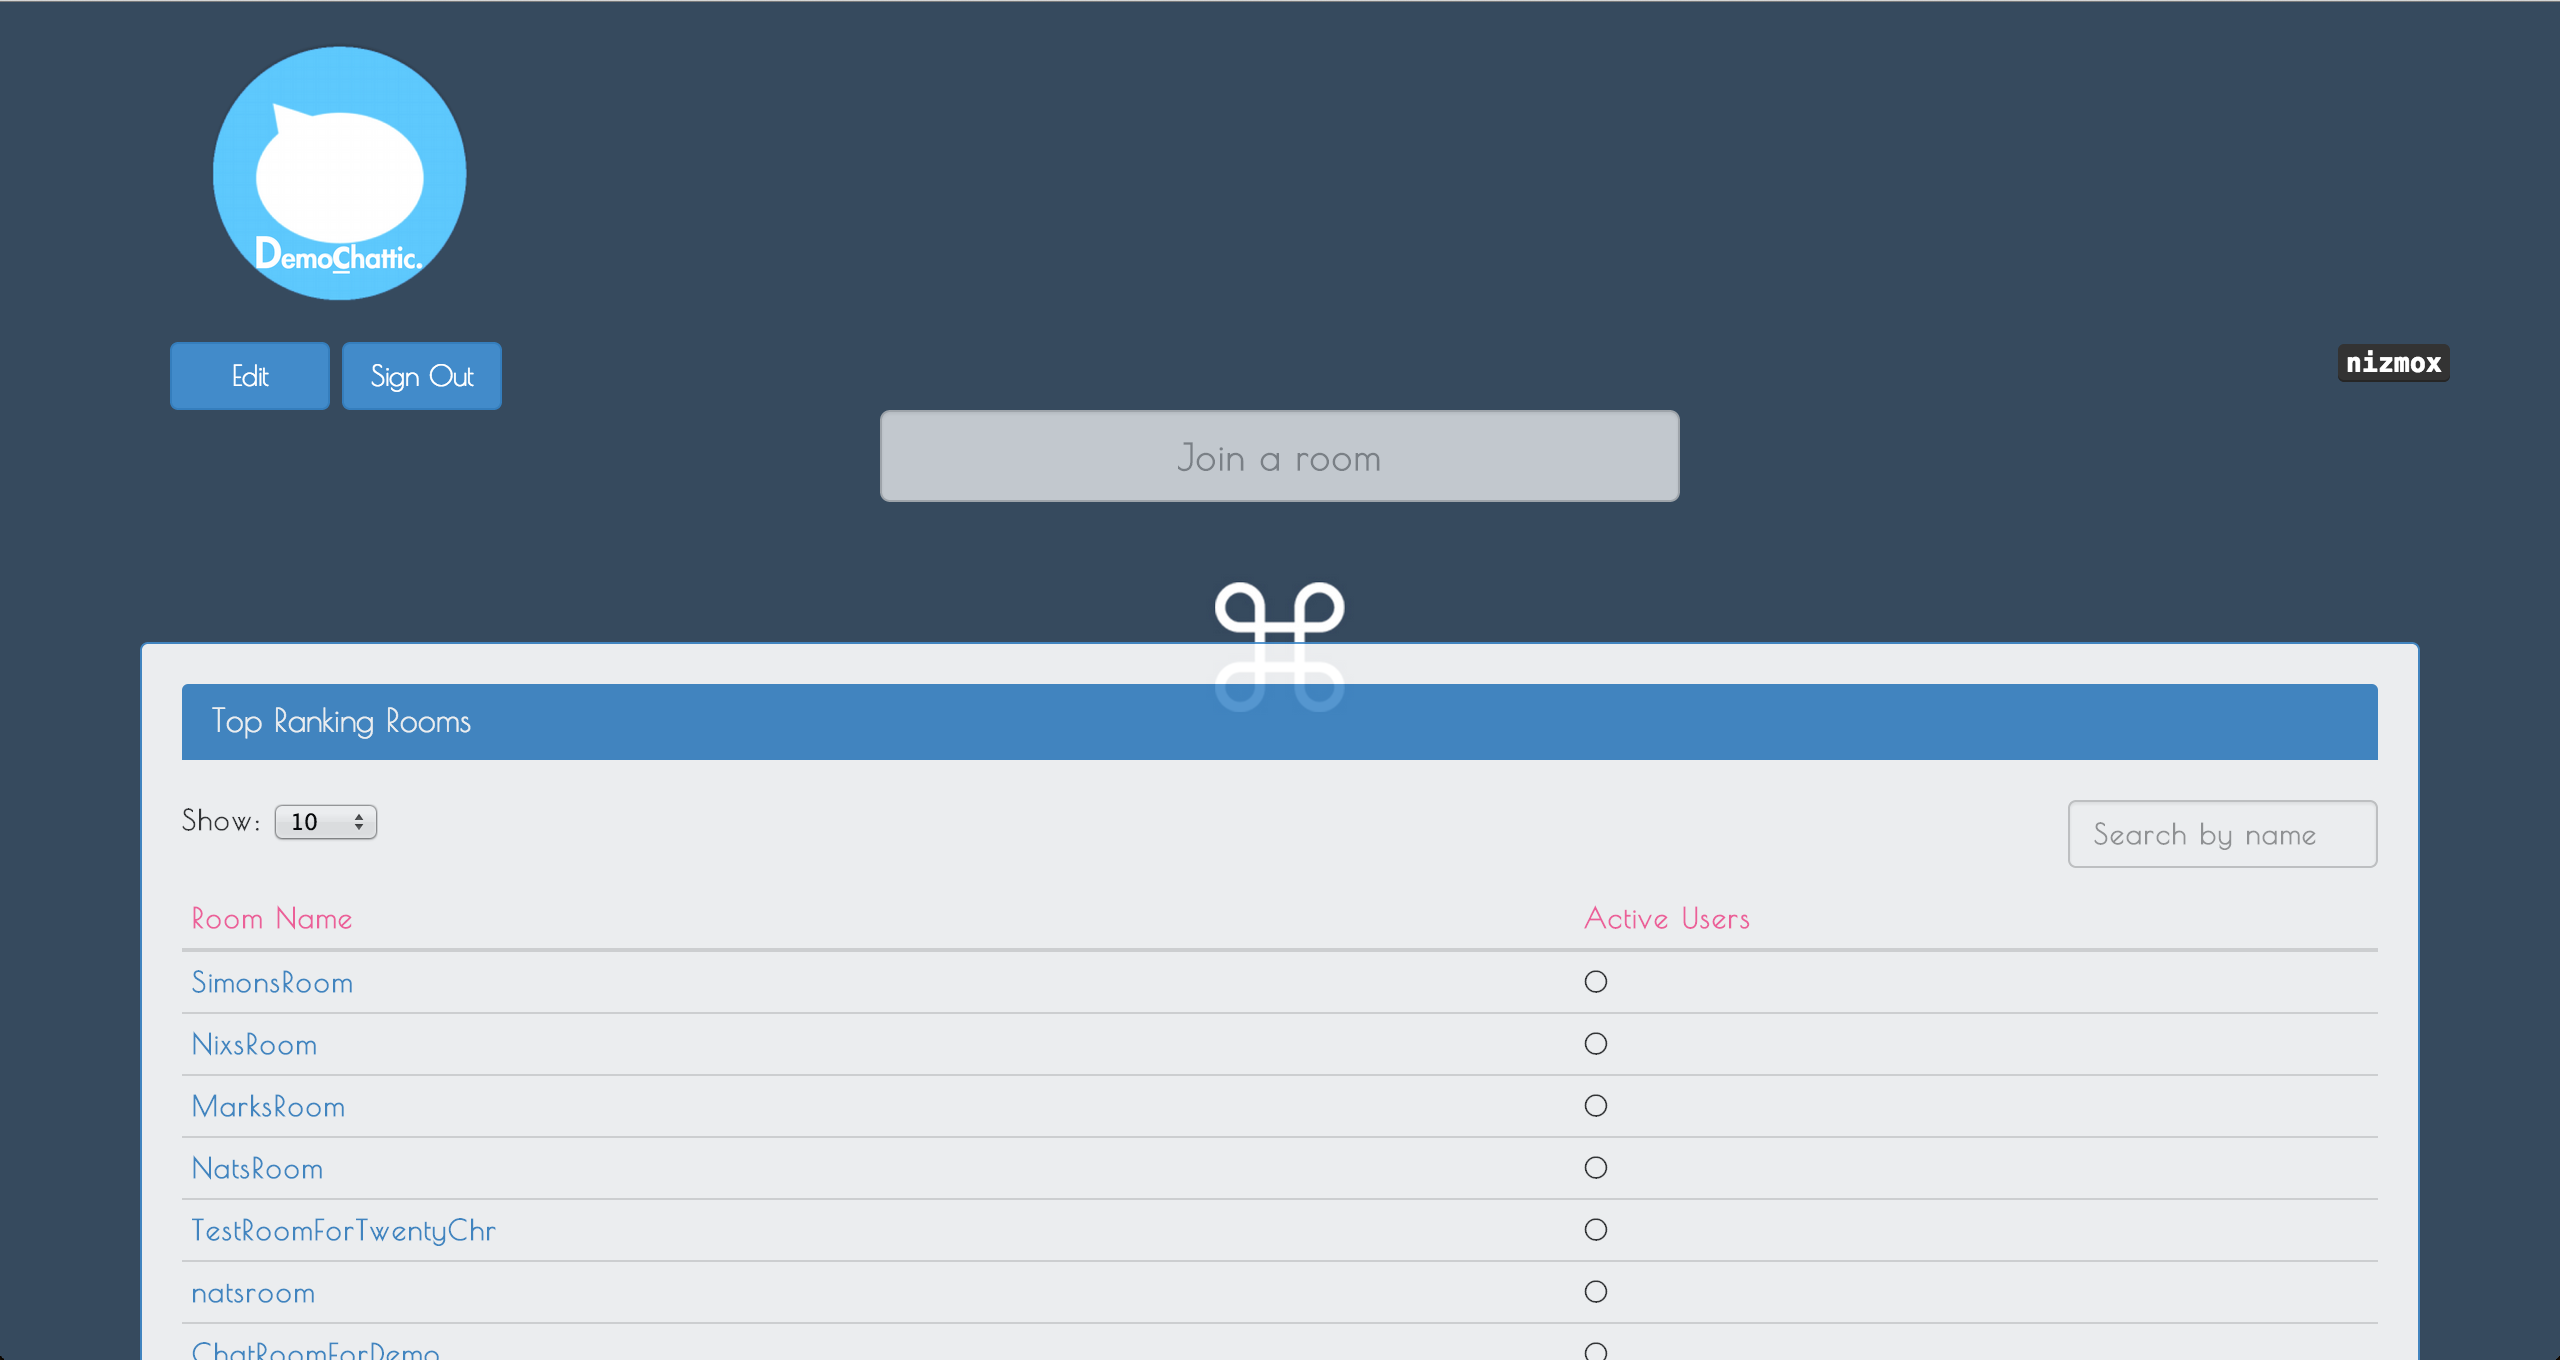 DemoChattic.
Edit
Sign Out
nizmox
Join a room
⌘
Top Ranking Rooms
Show: 10
Search by name
Room Name Active Users
SimonsRoom 0
NixsRoom 0
MarksRoom 0
NatsRoom 0
TestRoomForTwentyChr 0
natsroom 0
ChatRoomForDemo 0